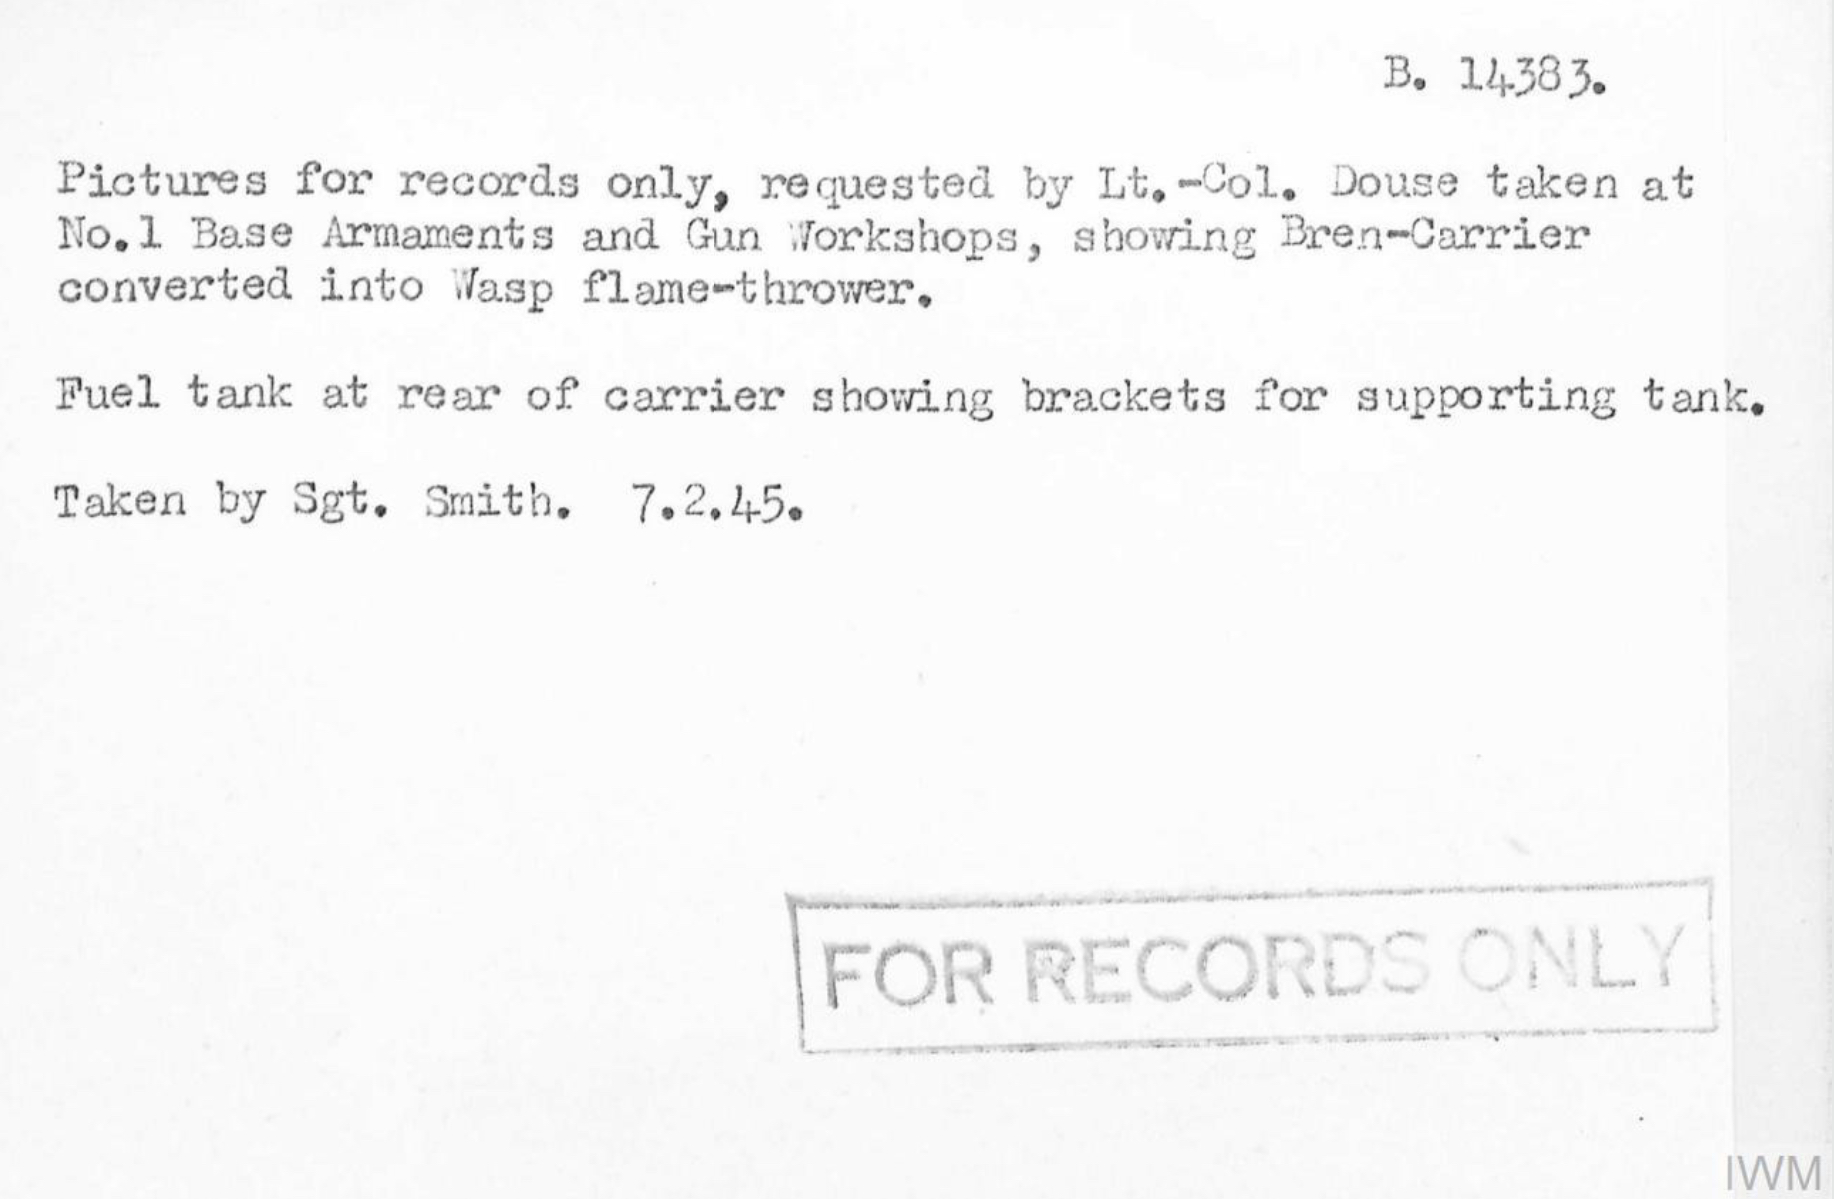 B. 14383.
Pictures for records only, requested by Lt.-Col. Douse taken at
No.1 Base Armaments and Gun Workshops, showing Bren-Carrier
converted into Wasp flame-thrower.
Fuel tank at rear of carrier showing brackets for supporting tank.
Taken by Sgt. Smith. 7.2.45.
FOR RECORDS ONLY
IWM